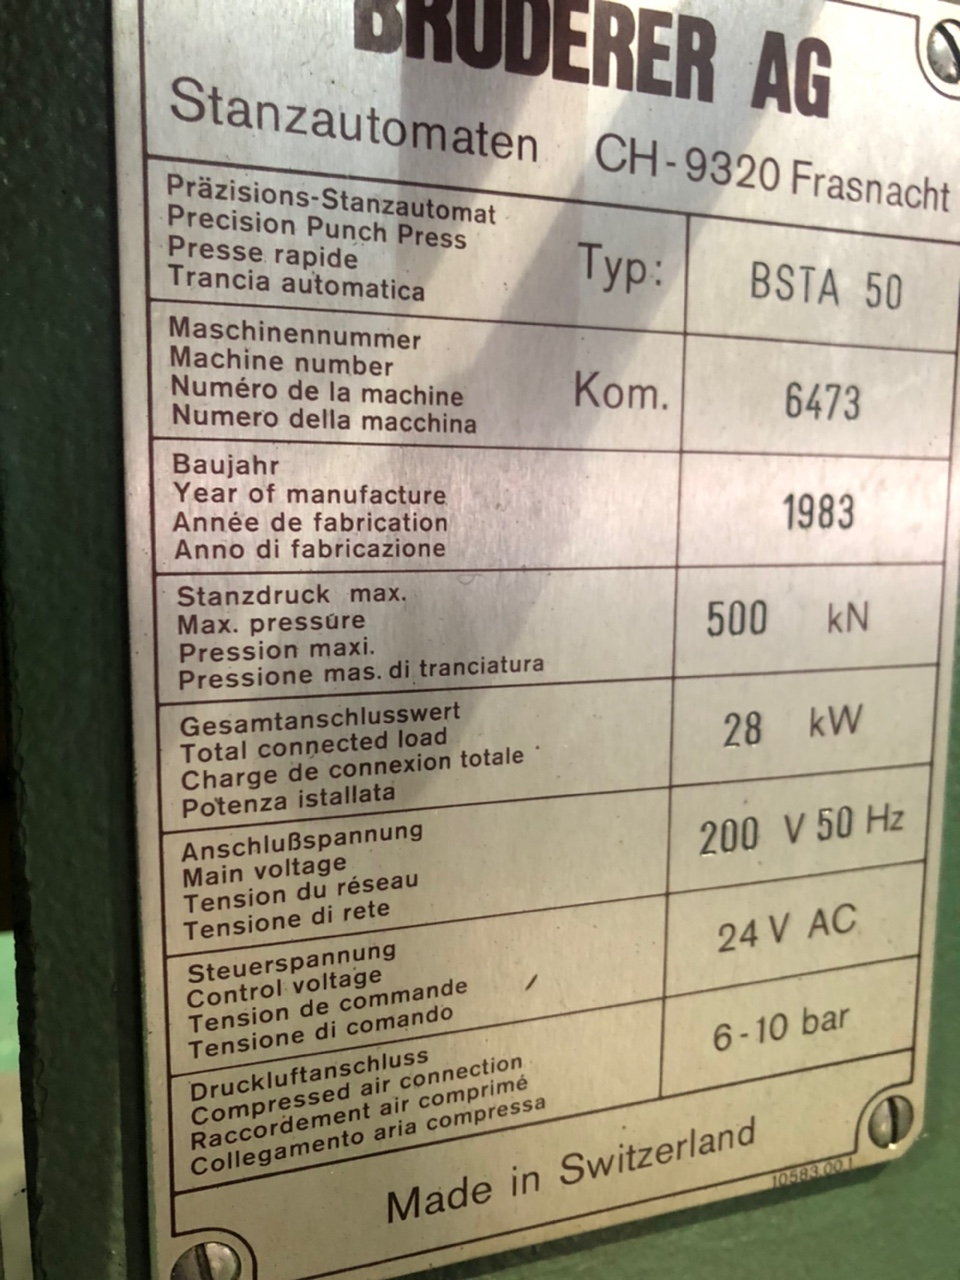 BRUDERER AG
Stanzautomaten CH-9320 Frasnacht
Präzisions-Stanzautomat
Precision Punch Press
Presse rapide
Trancia automatica
Typ:
BSTA 50
Maschinennummer
Machine number
Numéro de la machine
Numero della macchina
Kom.
6473
Baujahr
Year of manufacture
Année de fabrication
Anno di fabricazione
1983
Stanzdruck max.
Max. pressure
Pression maxi.
Pressione mas. di tranciatura
500 kN
Gesamtanschlusswert
Total connected load
Charge de connexion totale
Potenza istallata
28 kW
Anschlußspannung
Main voltage
Tension du réseau
Tensione di rete
200 V 50 Hz
Steuerspannung
Control voltage
Tension de commande
Tensione di comando
24 V AC
Druckluftanschluss
Compressed air connection
Raccordement air comprimé
Collegamento aria compressa
6-10 bar
Made in Switzerland
10583.00.1